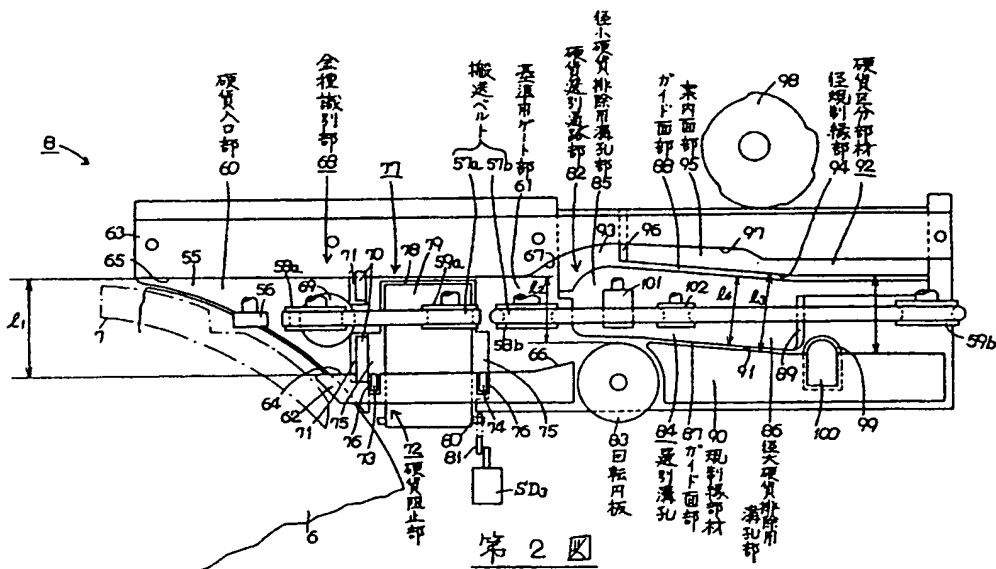 8
硬貨入口部 60
金種識別部 68
77
搬送ベルト 57a 57b
基準用ゲート部 61
硬貨選別通路部 82
径小硬貨排除用溝孔部 85
ガイド面部 88
案内面部 95
98
径規制縁部 94
硬貨区分部材 92
63
65
55
58a
69
71
70
78
79
59a
67
93
96
97
l1
7
56
l2
58b
101
102
l4
l3
59b
64
62
71
75
76
73
72 硬貨阻止部
80
81
74
76
75
66
SD3
83 回転円板
84 選別溝孔
87 ガイド面部
91
90 規制縁部材
89
86 径大硬貨排除用溝孔部
100
99
6
第2図